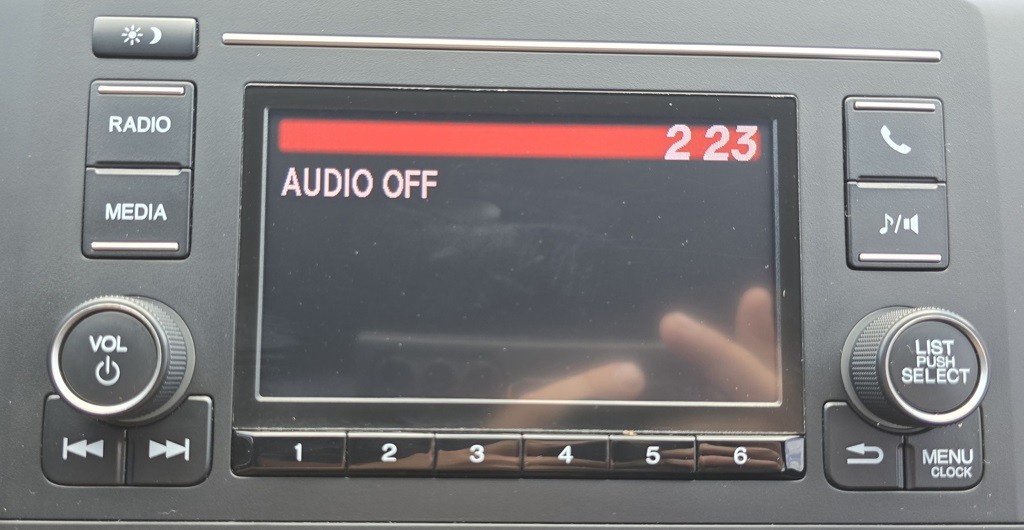 RADIO
MEDIA
2 23
AUDIO OFF
VOL
LIST
PUSH
SELECT
1 2 3 4 5 6
MENU
CLOCK